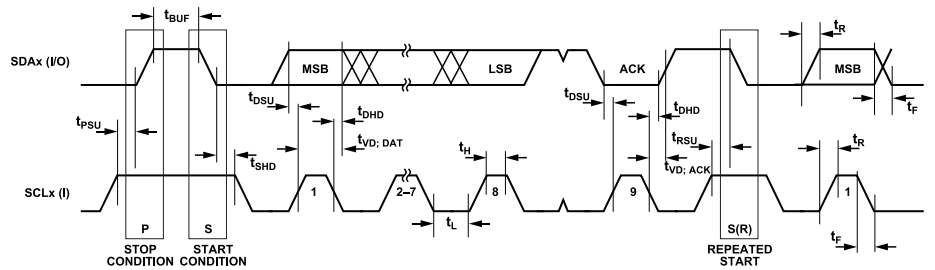 tBUF
tR
SDAx (I/O)
MSB
LSB
ACK
MSB
tDSU
tDHD
tDSU
tDHD
tF
tPSU
tVD; DAT
tRSU
tSHD
tH
tVD; ACK
tR
SCLx (I)
1
2–7
8
9
1
tL
tF
P
S
S(R)
STOP
CONDITION
START
CONDITION
REPEATED
START